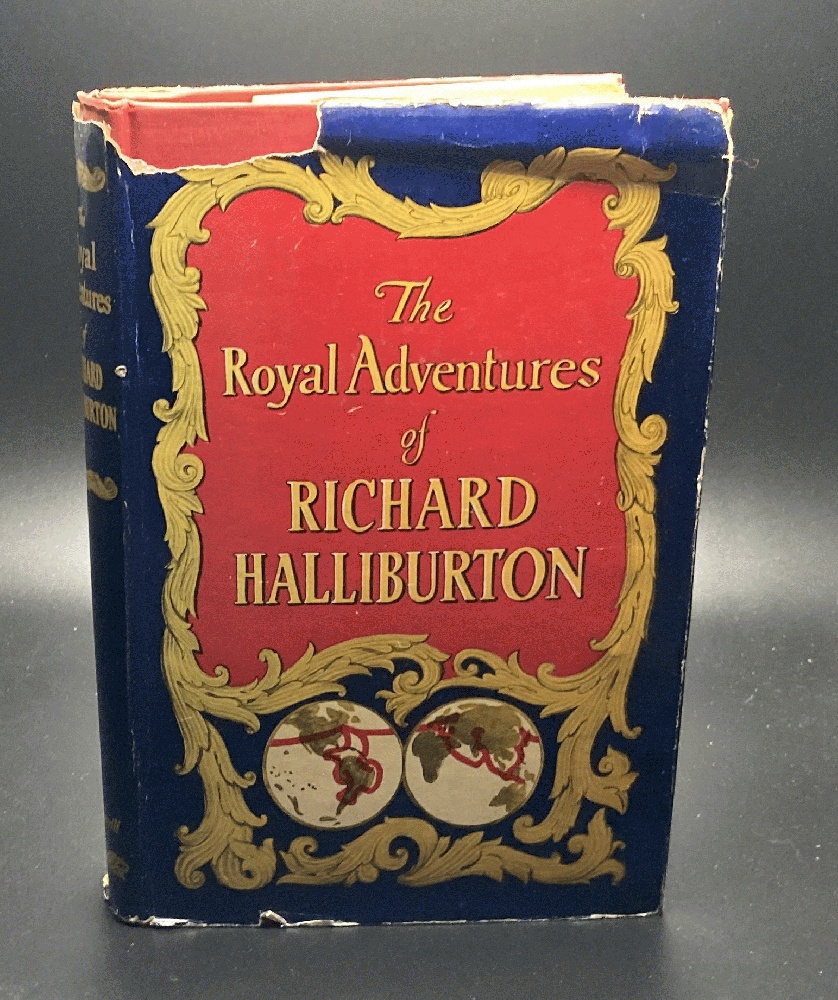 The
Royal Adventures
of
RICHARD
HALLIBURTON